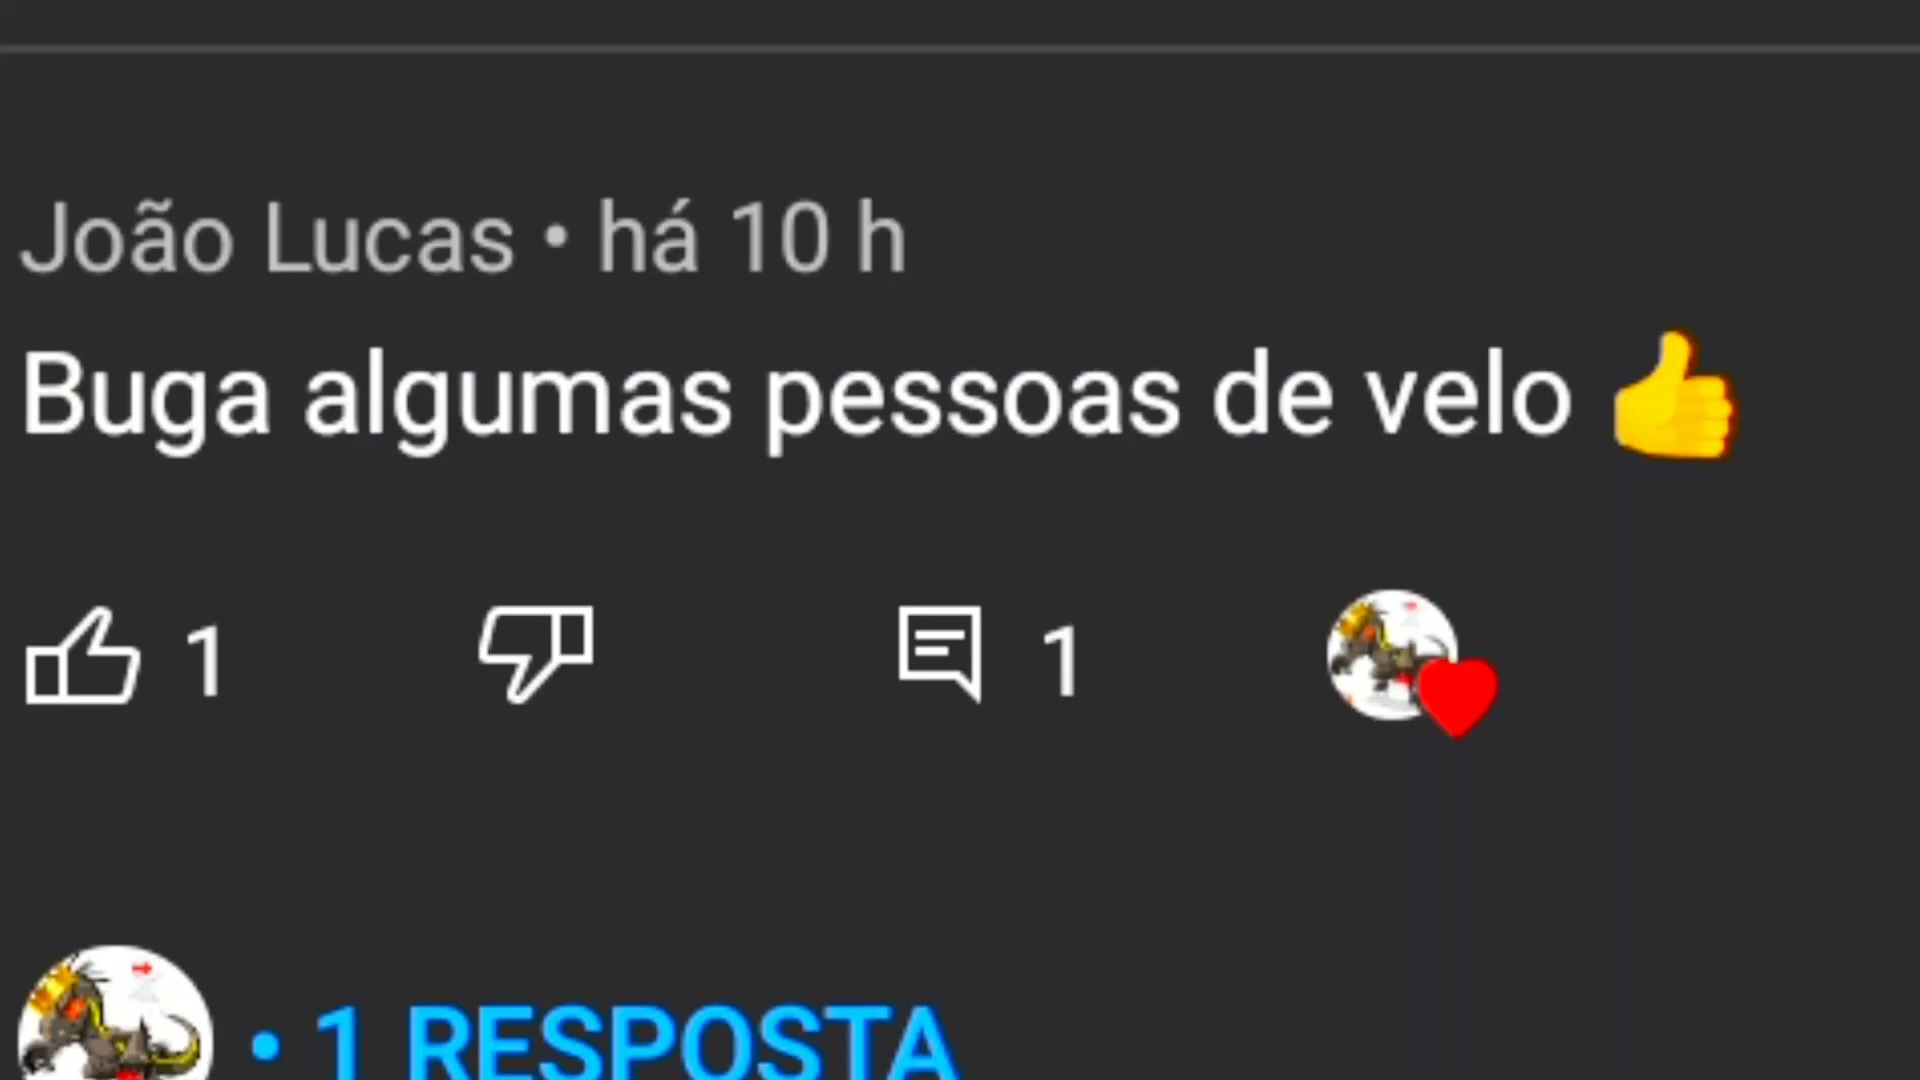 João Lucas • há 10 h
Buga algumas pessoas de velo 👍
1 1
• 1 RESPOSTA